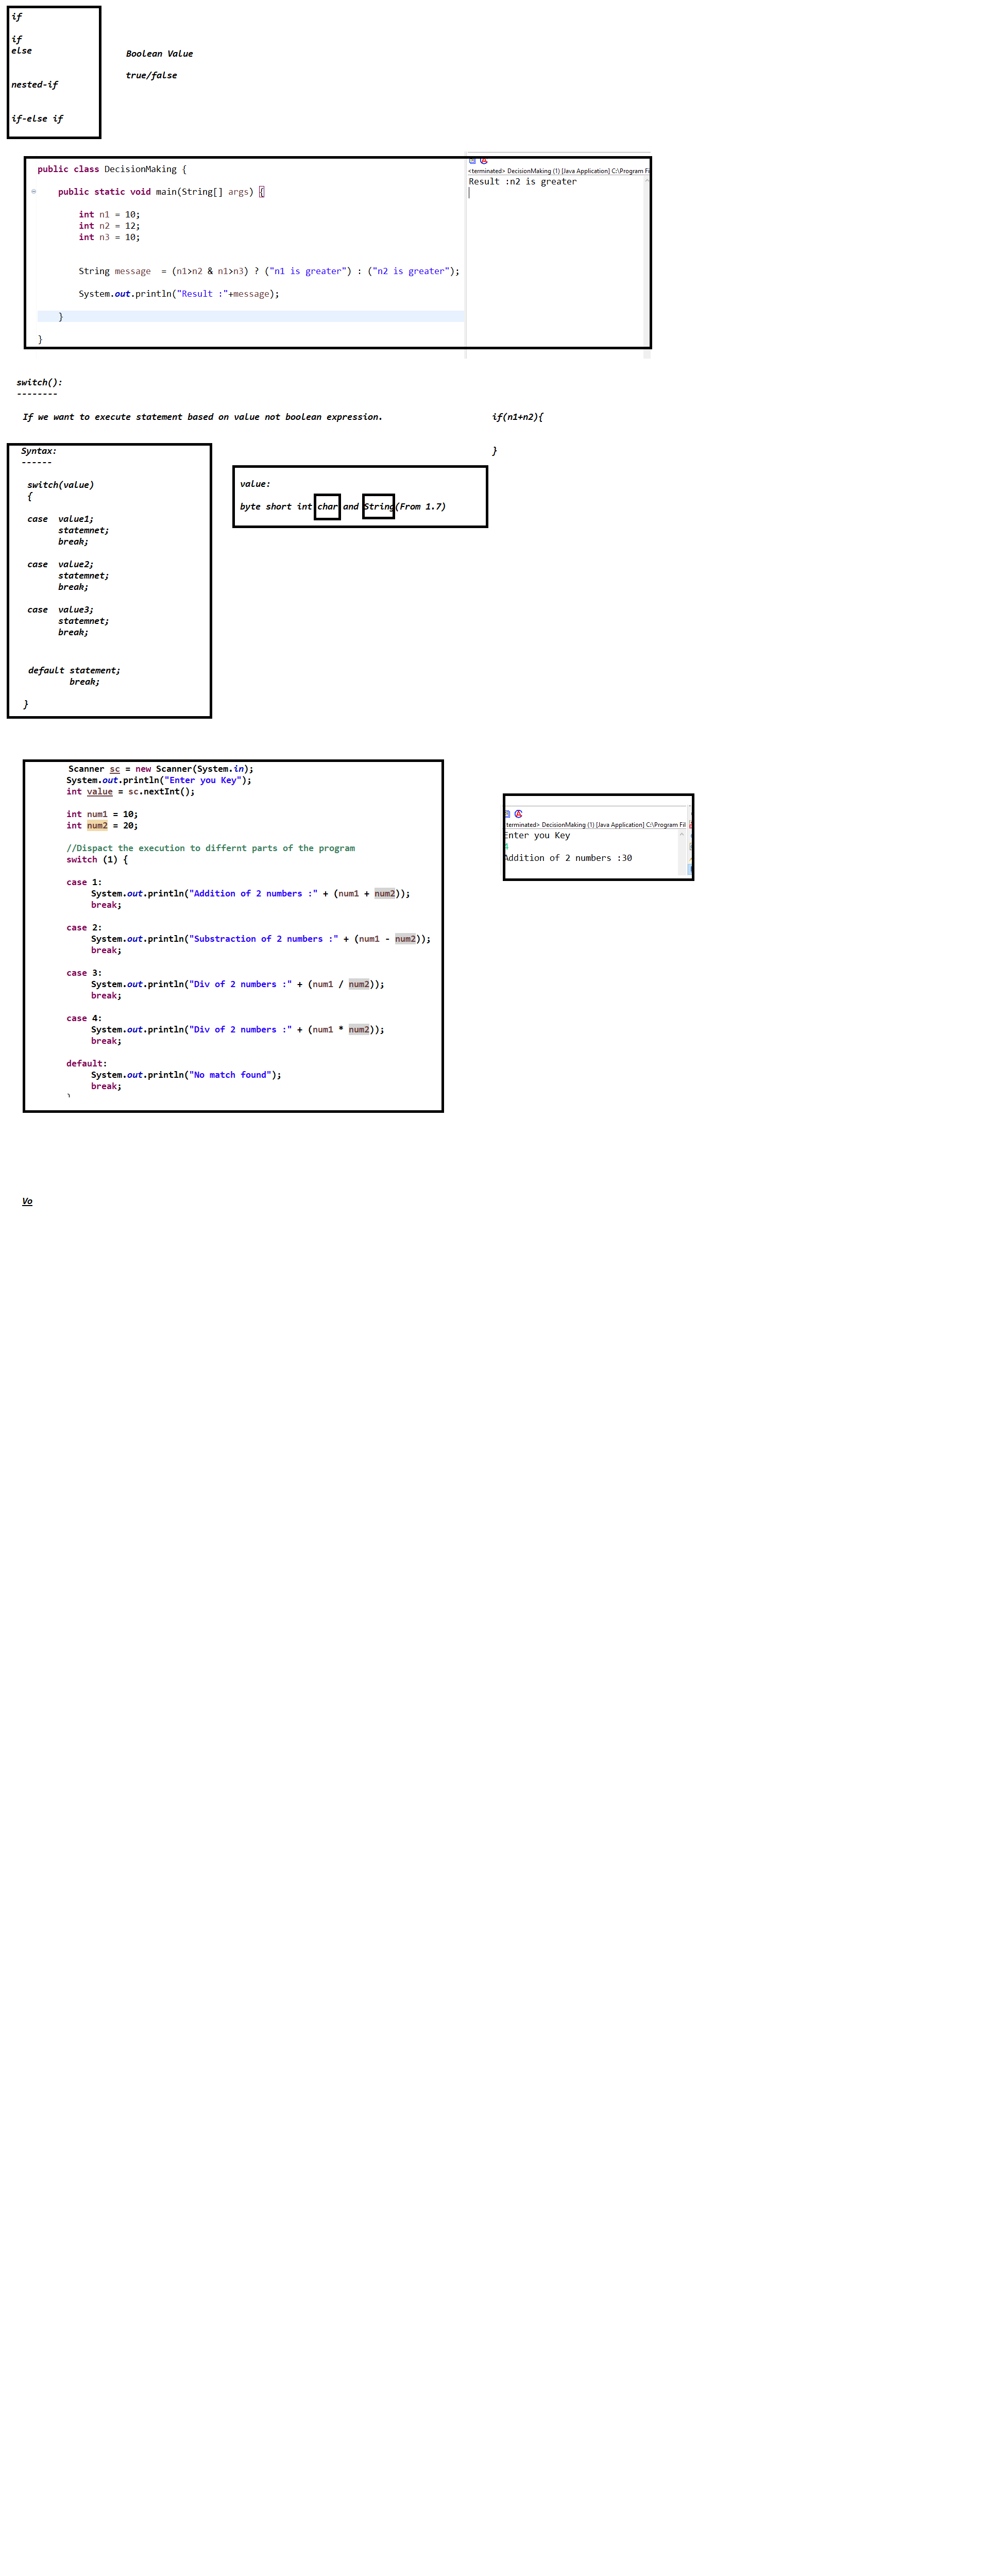 if
if
else
nested-if
if-else if
Boolean Value
true/false
public class DecisionMaking {
public static void main(String[] args) {
int n1 = 10;
int n2 = 12;
int n3 = 10;
String message  = (n1>n2 & n1>n3) ? ("n1 is greater") : ("n2 is greater");
System.out.println("Result :"+message);
}
}
<terminated> DecisionMaking (1) [Java Application] C:\Program Fi
Result :n2 is greater
switch():
--------
If we want to execute statement based on value not boolean expression.
if(n1+n2){
}
Syntax:
------
switch(value)
{
case  value1;
statemnet;
break;
case  value2;
statemnet;
break;
case  value3;
statemnet;
break;
default statement;
break;
}
value:
byte short int char and String(From 1.7)
Scanner sc = new Scanner(System.in);
System.out.println("Enter you Key");
int value = sc.nextInt();
int num1 = 10;
int num2 = 20;
//Dispact the execution to differnt parts of the program
switch (1) {
case 1:
System.out.println("Addition of 2 numbers :" + (num1 + num2));
break;
case 2:
System.out.println("Substraction of 2 numbers :" + (num1 - num2));
break;
case 3:
System.out.println("Div of 2 numbers :" + (num1 / num2));
break;
case 4:
System.out.println("Div of 2 numbers :" + (num1 * num2));
break;
default:
System.out.println("No match found");
break;
}
terminated> DecisionMaking (1) [Java Application] C:\Program Fil
Enter you Key
Addition of 2 numbers :30
Vo